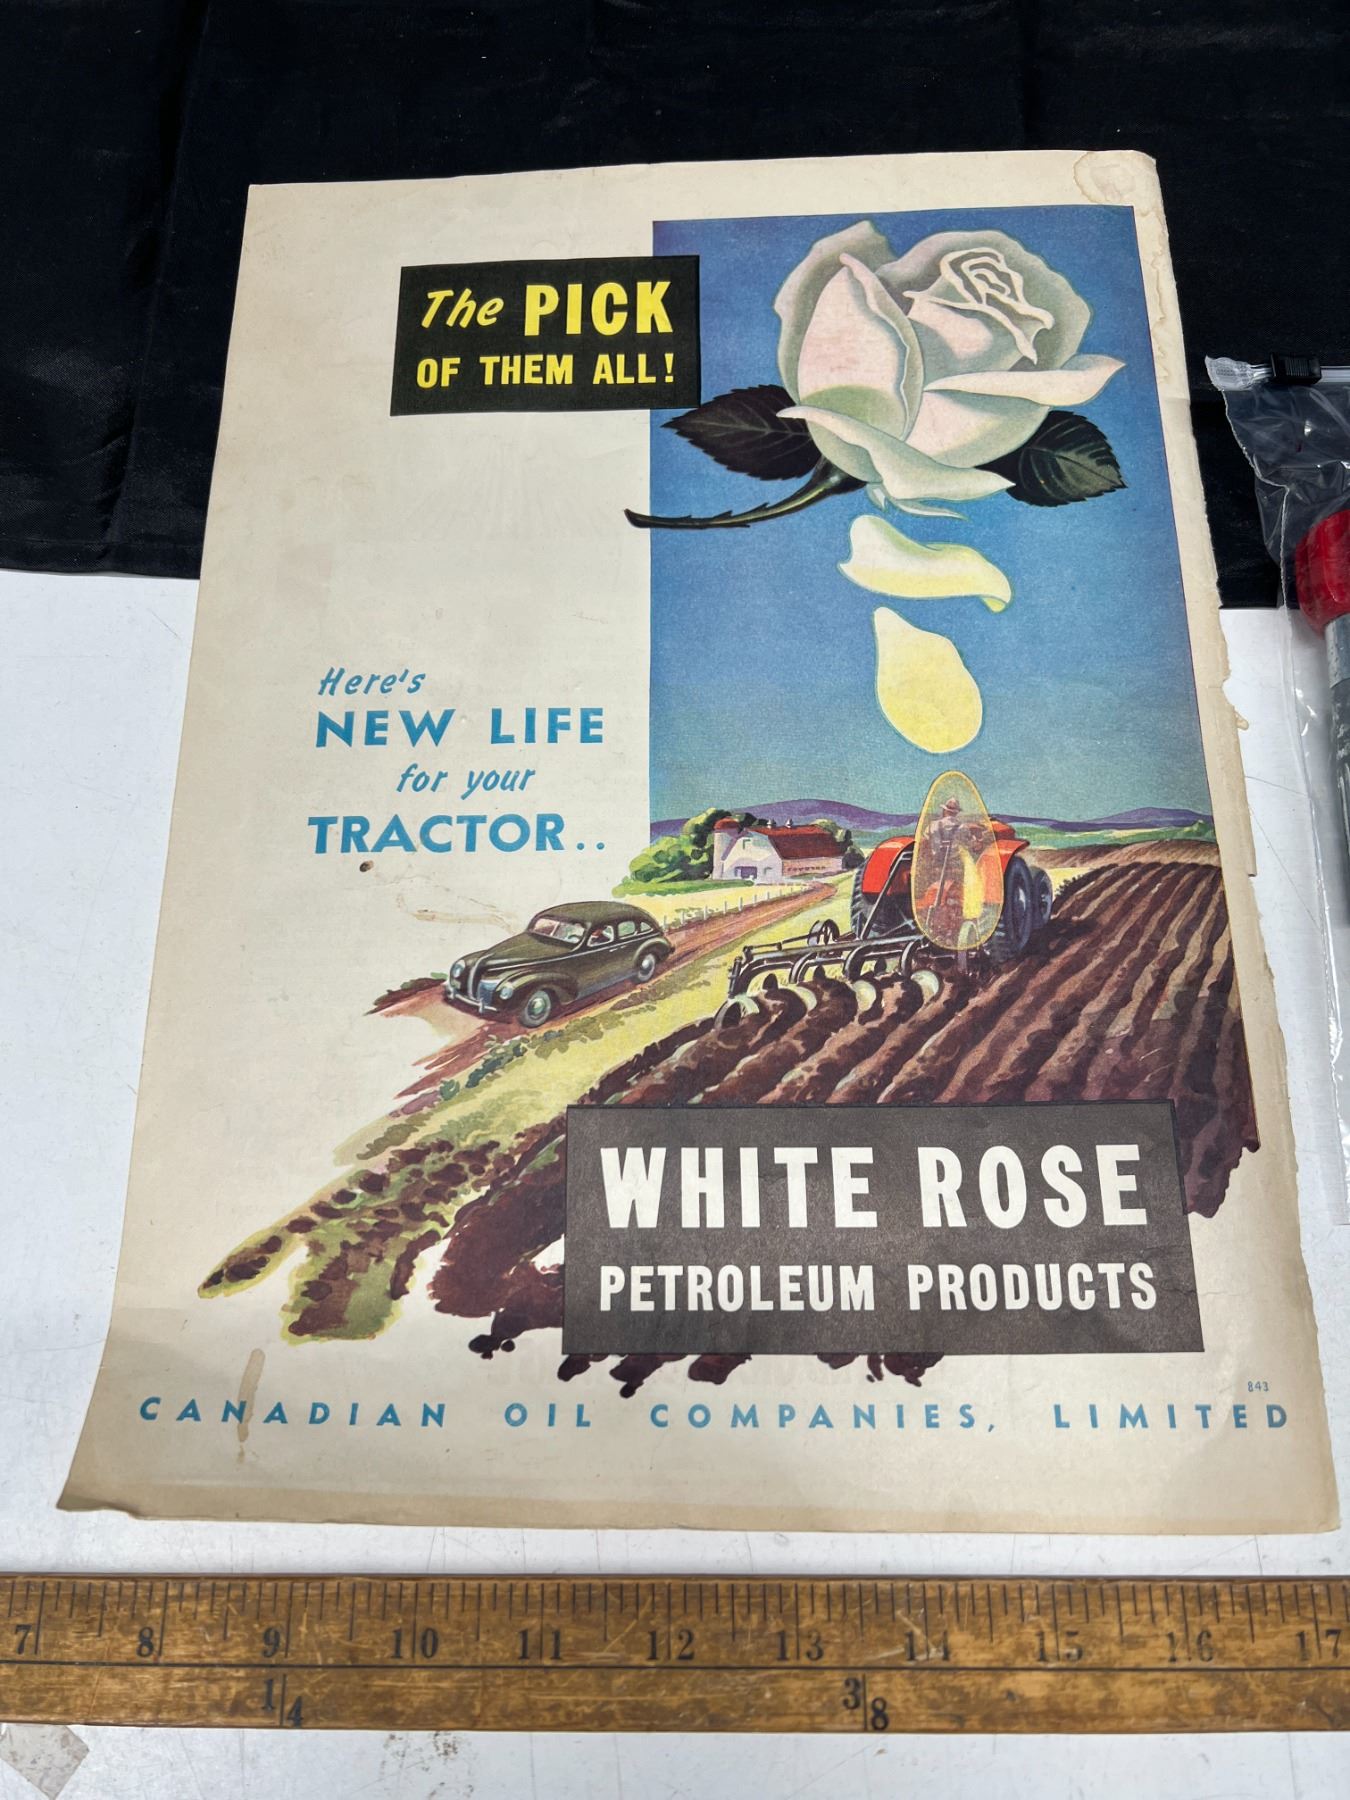 The PICK
OF THEM ALL!
Here's
NEW LIFE
for your
TRACTOR..
WHITE ROSE
PETROLEUM PRODUCTS
843
CANADIAN OIL COMPANIES, LIMITED
7 8 9 10 11 12 13 14 15 16 17
1/4 3/8